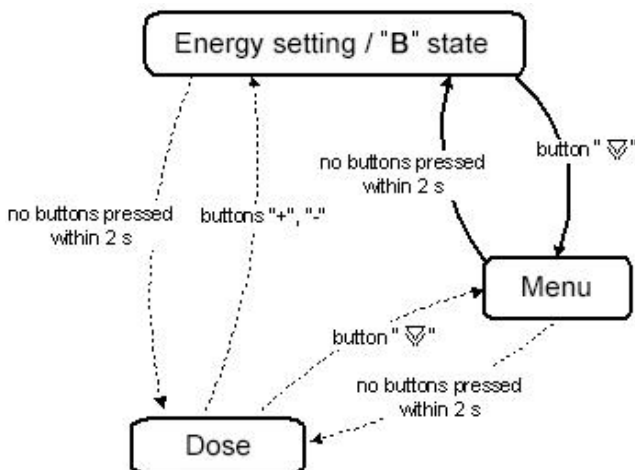 Energy setting / "B" state
no buttons pressed
within 2 s
button " "
no buttons pressed
within 2 s
buttons "+", "-"
Menu
button " "
no buttons pressed
within 2 s
Dose